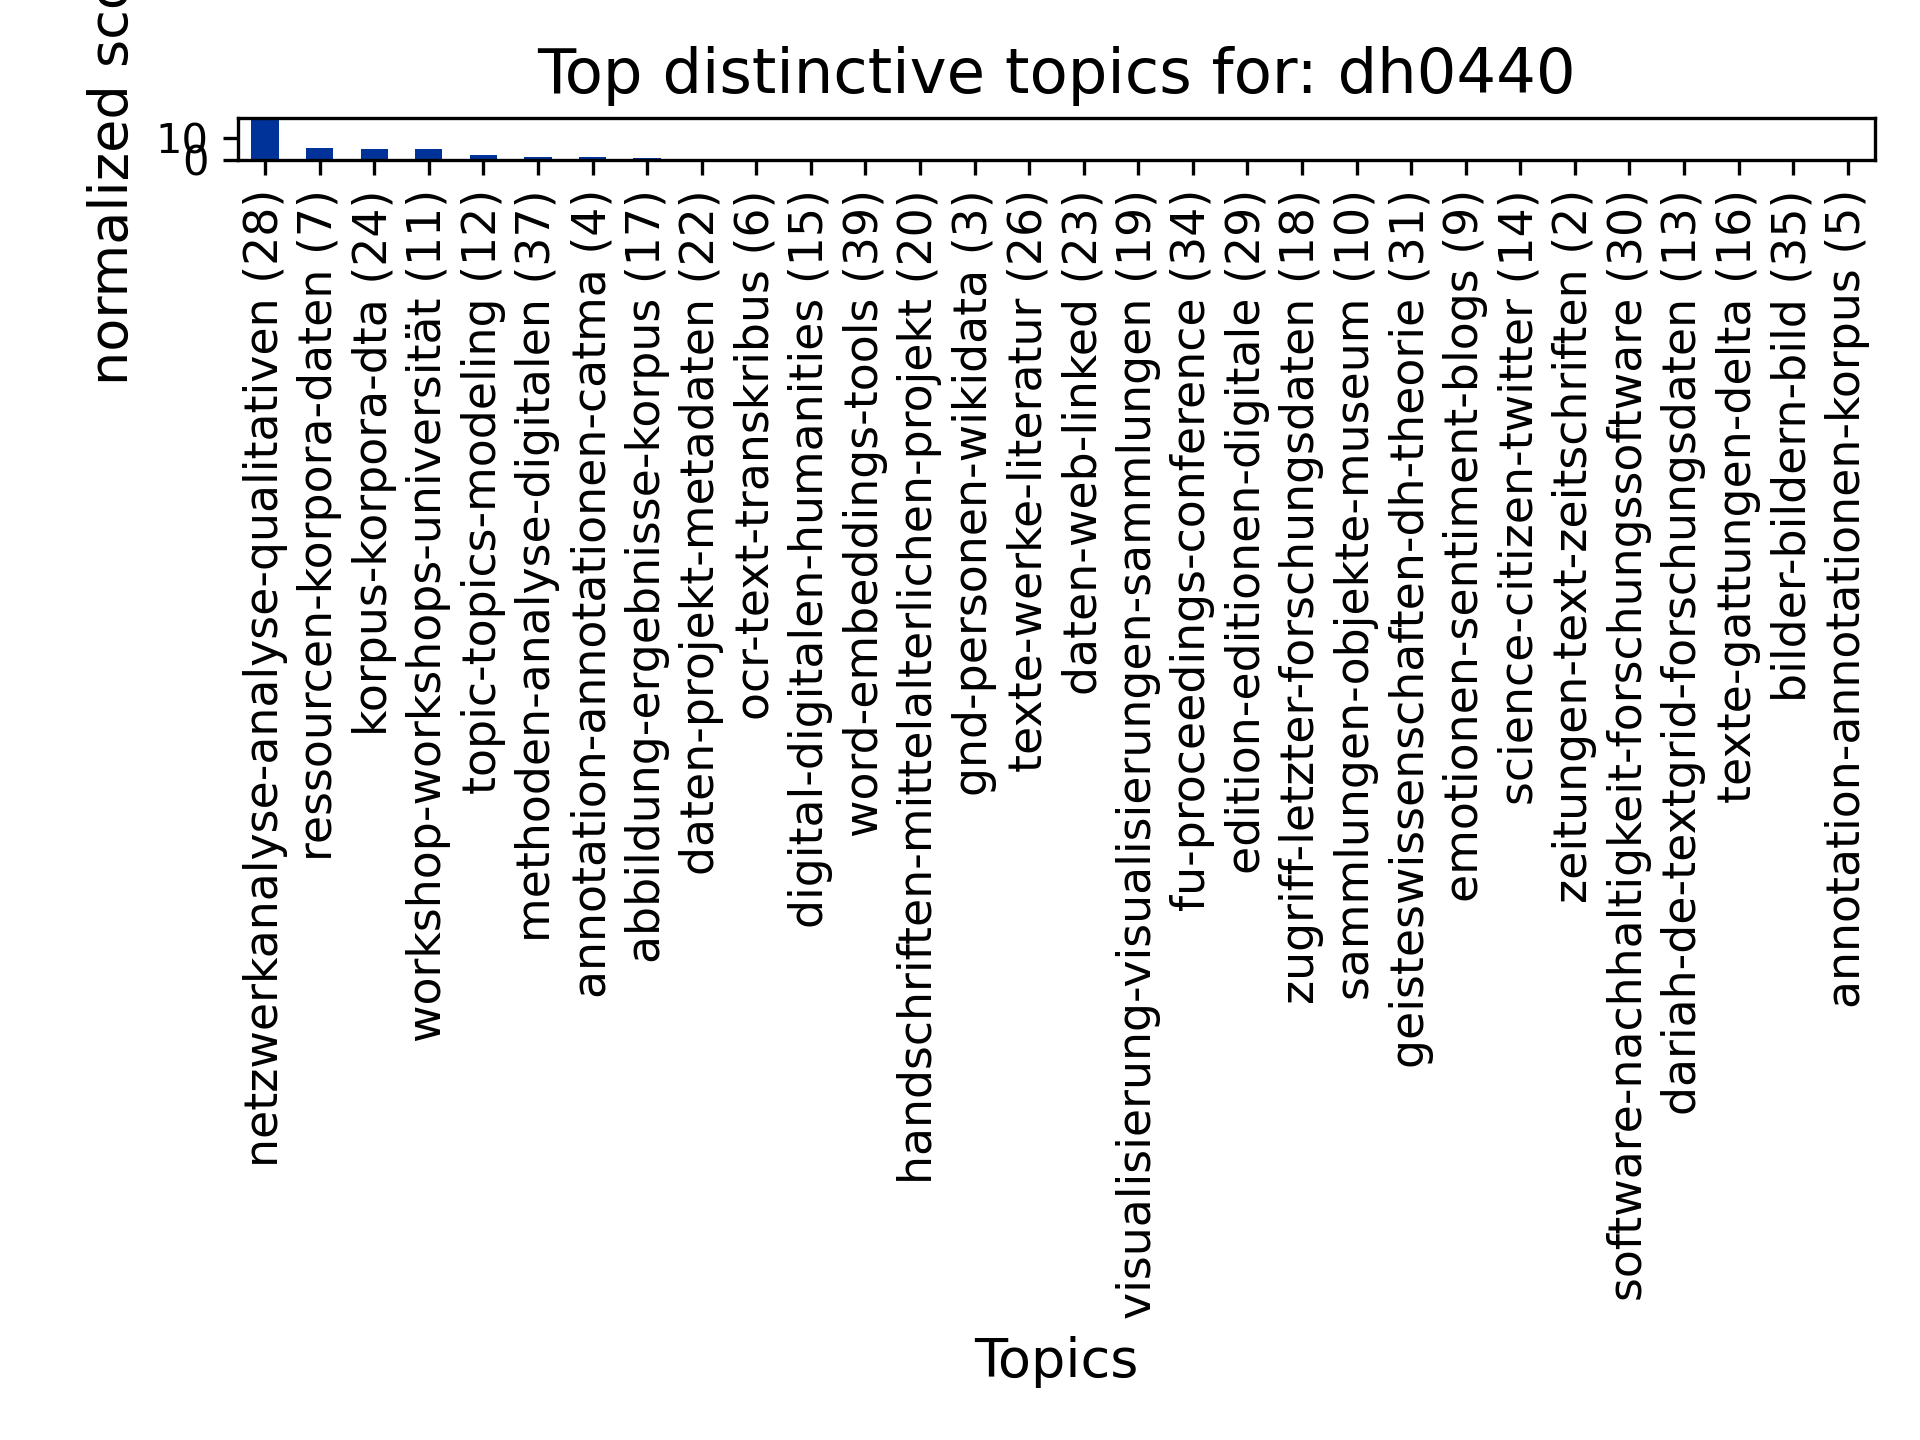 Top distinctive topics for: dh0440
normalized
10
0
netzwerkanalyse-analyse-qualitativen (28)
ressourcen-korpora-daten (7)
korpus-korpora-dta (24)
workshop-workshops-universität (11)
topic-topics-modeling (12)
methoden-analyse-digitalen (37)
annotation-annotationen-catma (4)
abbildung-ergebnisse-korpus (17)
daten-projekt-metadaten (22)
ocr-text-transkribus (6)
digital-digitalen-humanities (15)
word-embeddings-tools (39)
handschriften-mittelalterlichen-projekt (20)
gnd-personen-wikidata (3)
texte-werke-literatur (26)
daten-web-linked (23)
visualisierung-visualisierungen-sammlungen (19)
fu-proceedings-conference (34)
edition-editionen-digitale (29)
zugriff-letzter-forschungsdaten (18)
sammlungen-objekte-museum (10)
geisteswissenschaften-dh-theorie (31)
emotionen-sentiment-blogs (9)
science-citizen-twitter (14)
zeitungen-text-zeitschriften (2)
software-nachhaltigkeit-forschungssoftware (30)
dariah-de-textgrid-forschungsdaten (13)
texte-gattungen-delta (16)
bilder-bildern-bild (35)
annotation-annotationen-korpus (5)
Topics